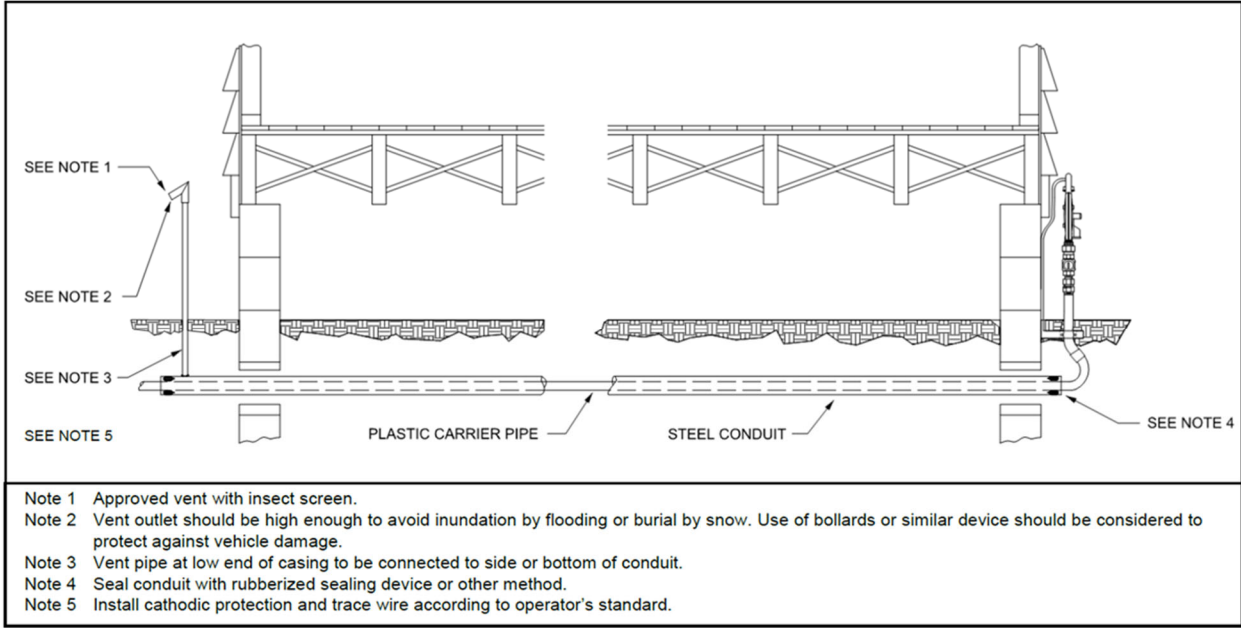 SEE NOTE 1
SEE NOTE 2
SEE NOTE 3
SEE NOTE 5
PLASTIC CARRIER PIPE
STEEL CONDUIT
SEE NOTE 4
Note 1 Approved vent with insect screen.
Note 2 Vent outlet should be high enough to avoid inundation by flooding or burial by snow. Use of bollards or similar device should be considered to
protect against vehicle damage.
Note 3 Vent pipe at low end of casing to be connected to side or bottom of conduit.
Note 4 Seal conduit with rubberized sealing device or other method.
Note 5 Install cathodic protection and trace wire according to operator's standard.